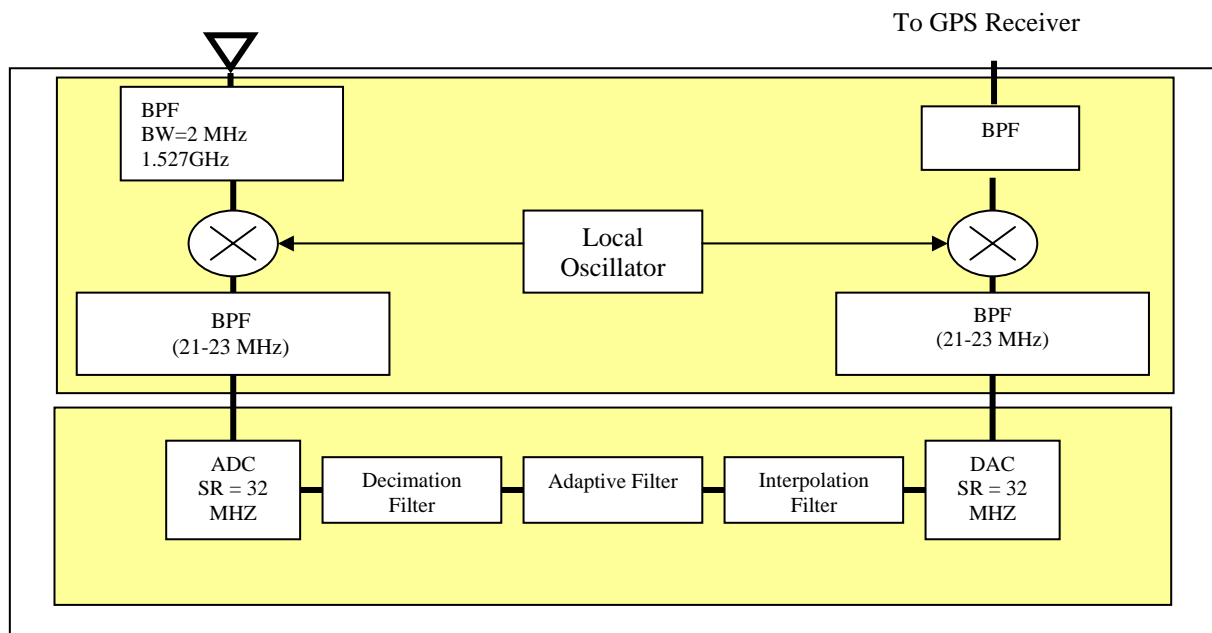 To GPS Receiver
BPF
BW=2 MHz
1.527GHz
BPF
Local
Oscillator
BPF
(21-23 MHz)
BPF
(21-23 MHz)
ADC
SR = 32
MHZ
Decimation
Filter
Adaptive Filter
Interpolation
Filter
DAC
SR = 32
MHZ